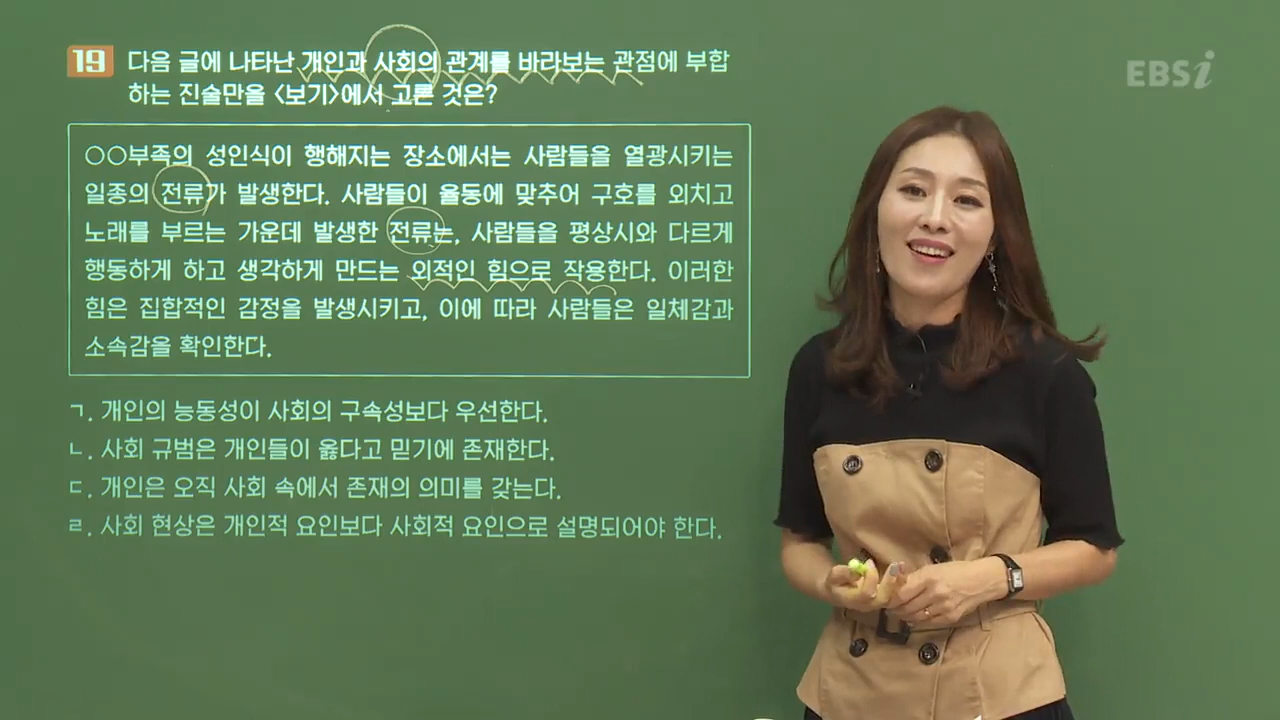 19 다음 글에 나타난 개인과 사회의 관계를 바라보는 관점에 부합
하는 진술만을 <보기>에서 고른 것은?
EBSi
○○부족의 성인식이 행해지는 장소에서는 사람들을 열광시키는
일종의 전류가 발생한다. 사람들이 율동에 맞추어 구호를 외치고
노래를 부르는 가운데 발생한 전류는, 사람들을 평상시와 다르게
행동하게 하고 생각하게 만드는 외적인 힘으로 작용한다. 이러한
힘은 집합적인 감정을 발생시키고, 이에 따라 사람들은 일체감과
소속감을 확인한다.
ㄱ. 개인의 능동성이 사회의 구속성보다 우선한다.
ㄴ. 사회 규범은 개인들이 옳다고 믿기에 존재한다.
ㄷ. 개인은 오직 사회 속에서 존재의 의미를 갖는다.
ㄹ. 사회 현상은 개인적 요인보다 사회적 요인으로 설명되어야 한다.